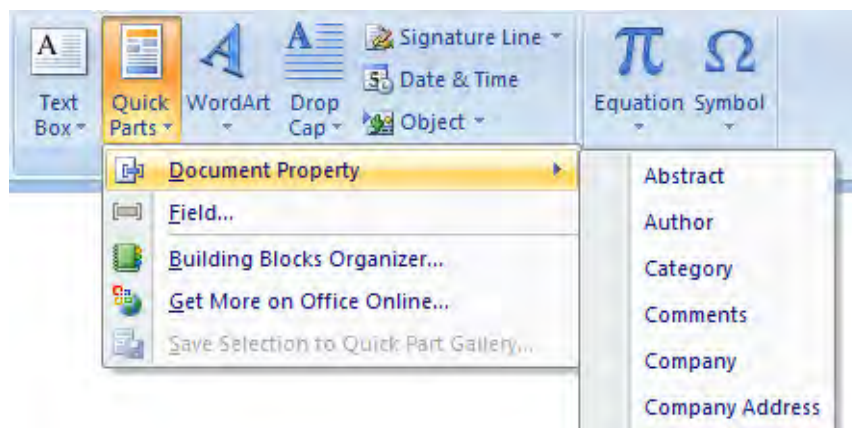 Text Box
Quick Parts
WordArt
Drop Cap
Signature Line
Date & Time
Object
Equation
Symbol
Document Property
Field...
Building Blocks Organizer...
Get More on Office Online...
Save Selection to Quick Part Gallery...
Abstract
Author
Category
Comments
Company
Company Address